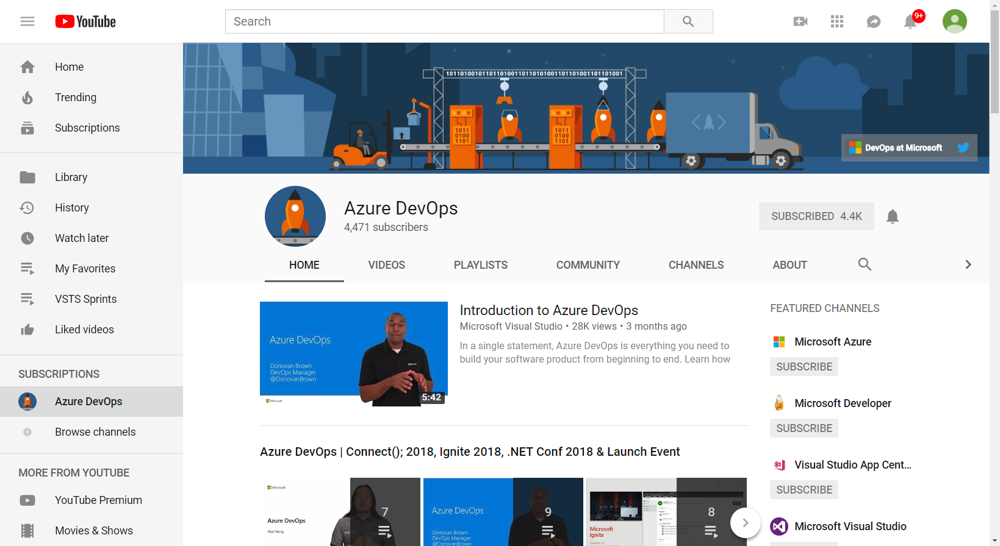 YouTube
Search
9+
Home
Trending
Subscriptions
Library
History
Watch later
My Favorites
VSTS Sprints
Liked videos
SUBSCRIPTIONS
Azure DevOps
Browse channels
MORE FROM YOUTUBE
YouTube Premium
Movies & Shows
1011
0100
1101
1011
0100
1101
DevOps at Microsoft
Azure DevOps
4,471 subscribers
SUBSCRIBED 4.4K
HOME
VIDEOS
PLAYLISTS
COMMUNITY
CHANNELS
ABOUT
Azure DevOps
Donovan Brown
DevOps Manager
@DonovanBrown
Microsoft
5:42
Introduction to Azure DevOps
Microsoft Visual Studio • 28K views • 3 months ago
In a single statement, Azure DevOps is everything you need to
build your software product from beginning to end. Learn how
Azure DevOps | Connect(); 2018, Ignite 2018, .NET Conf 2018 & Launch Event
Microsoft
Azure DevOps
Abel Wang
7
Azure DevOps
Donovan Brown
DevOps Manager
9
Microsoft
Ignite
8
FEATURED CHANNELS
Microsoft Azure
SUBSCRIBE
Microsoft Developer
SUBSCRIBE
Visual Studio App Cent...
SUBSCRIBE
Microsoft Visual Studio